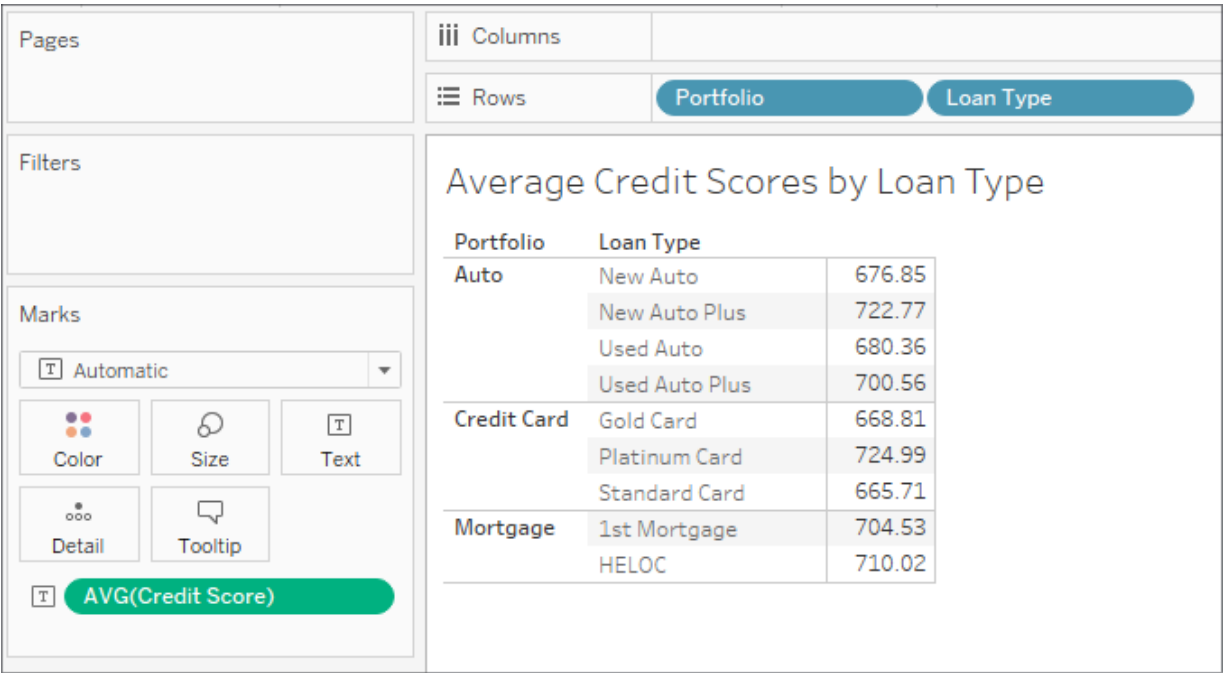 Pages
Columns
Rows Portfolio Loan Type
Filters
Average Credit Scores by Loan Type
Portfolio Loan Type
Auto New Auto 676.85
New Auto Plus 722.77
Used Auto 680.36
Used Auto Plus 700.56
Credit Card Gold Card 668.81
Platinum Card 724.99
Standard Card 665.71
Mortgage 1st Mortgage 704.53
HELOC 710.02
Marks
T Automatic
T
Color Size Text
Detail Tooltip
T AVG(Credit Score)